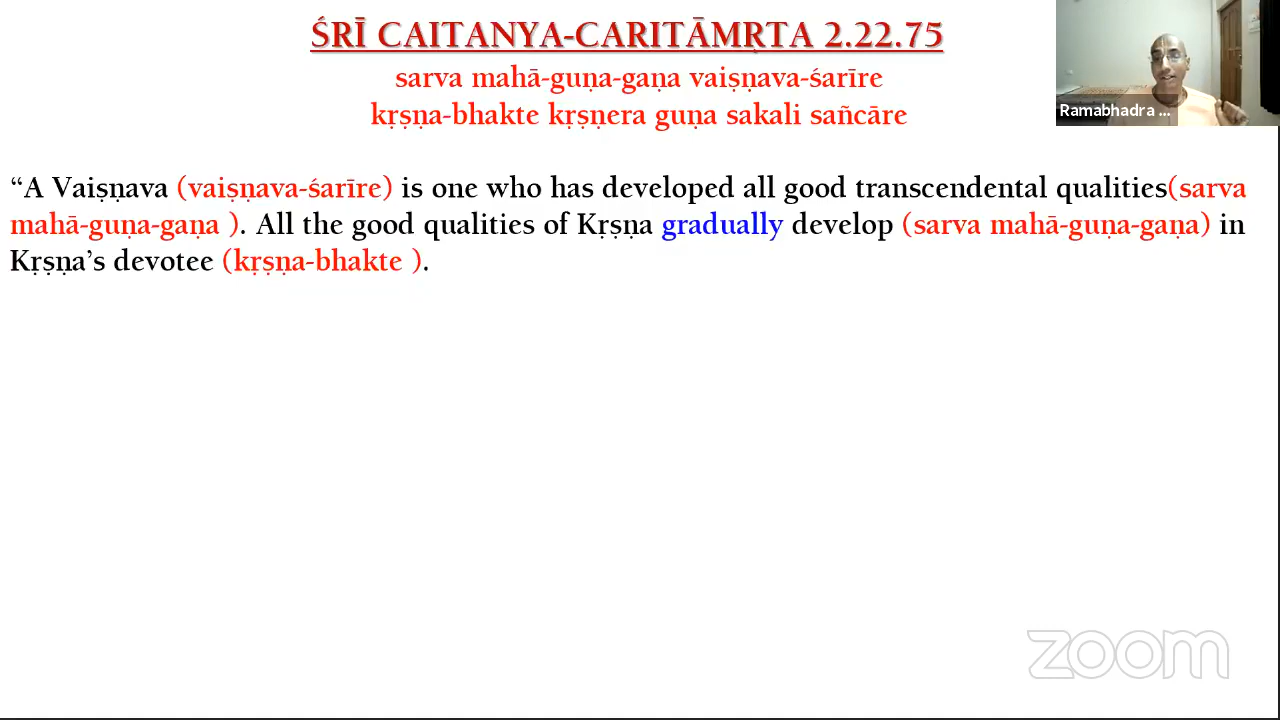 ŚRĪ CAITANYA-CARITĀMṚTA 2.22.75
sarva mahā-guṇa-gaṇa vaiṣṇava-śarīre
kṛṣṇa-bhakte kṛṣṇera guṇa sakali sañcāre
Ramabhadra ...
“A Vaiṣṇava (vaiṣṇava-śarīre) is one who has developed all good transcendental qualities(sarva
mahā-guṇa-gaṇa ). All the good qualities of Kṛṣṇa gradually develop (sarva mahā-guṇa-gaṇa) in
Kṛṣṇa’s devotee (kṛṣṇa-bhakte ).
zoom